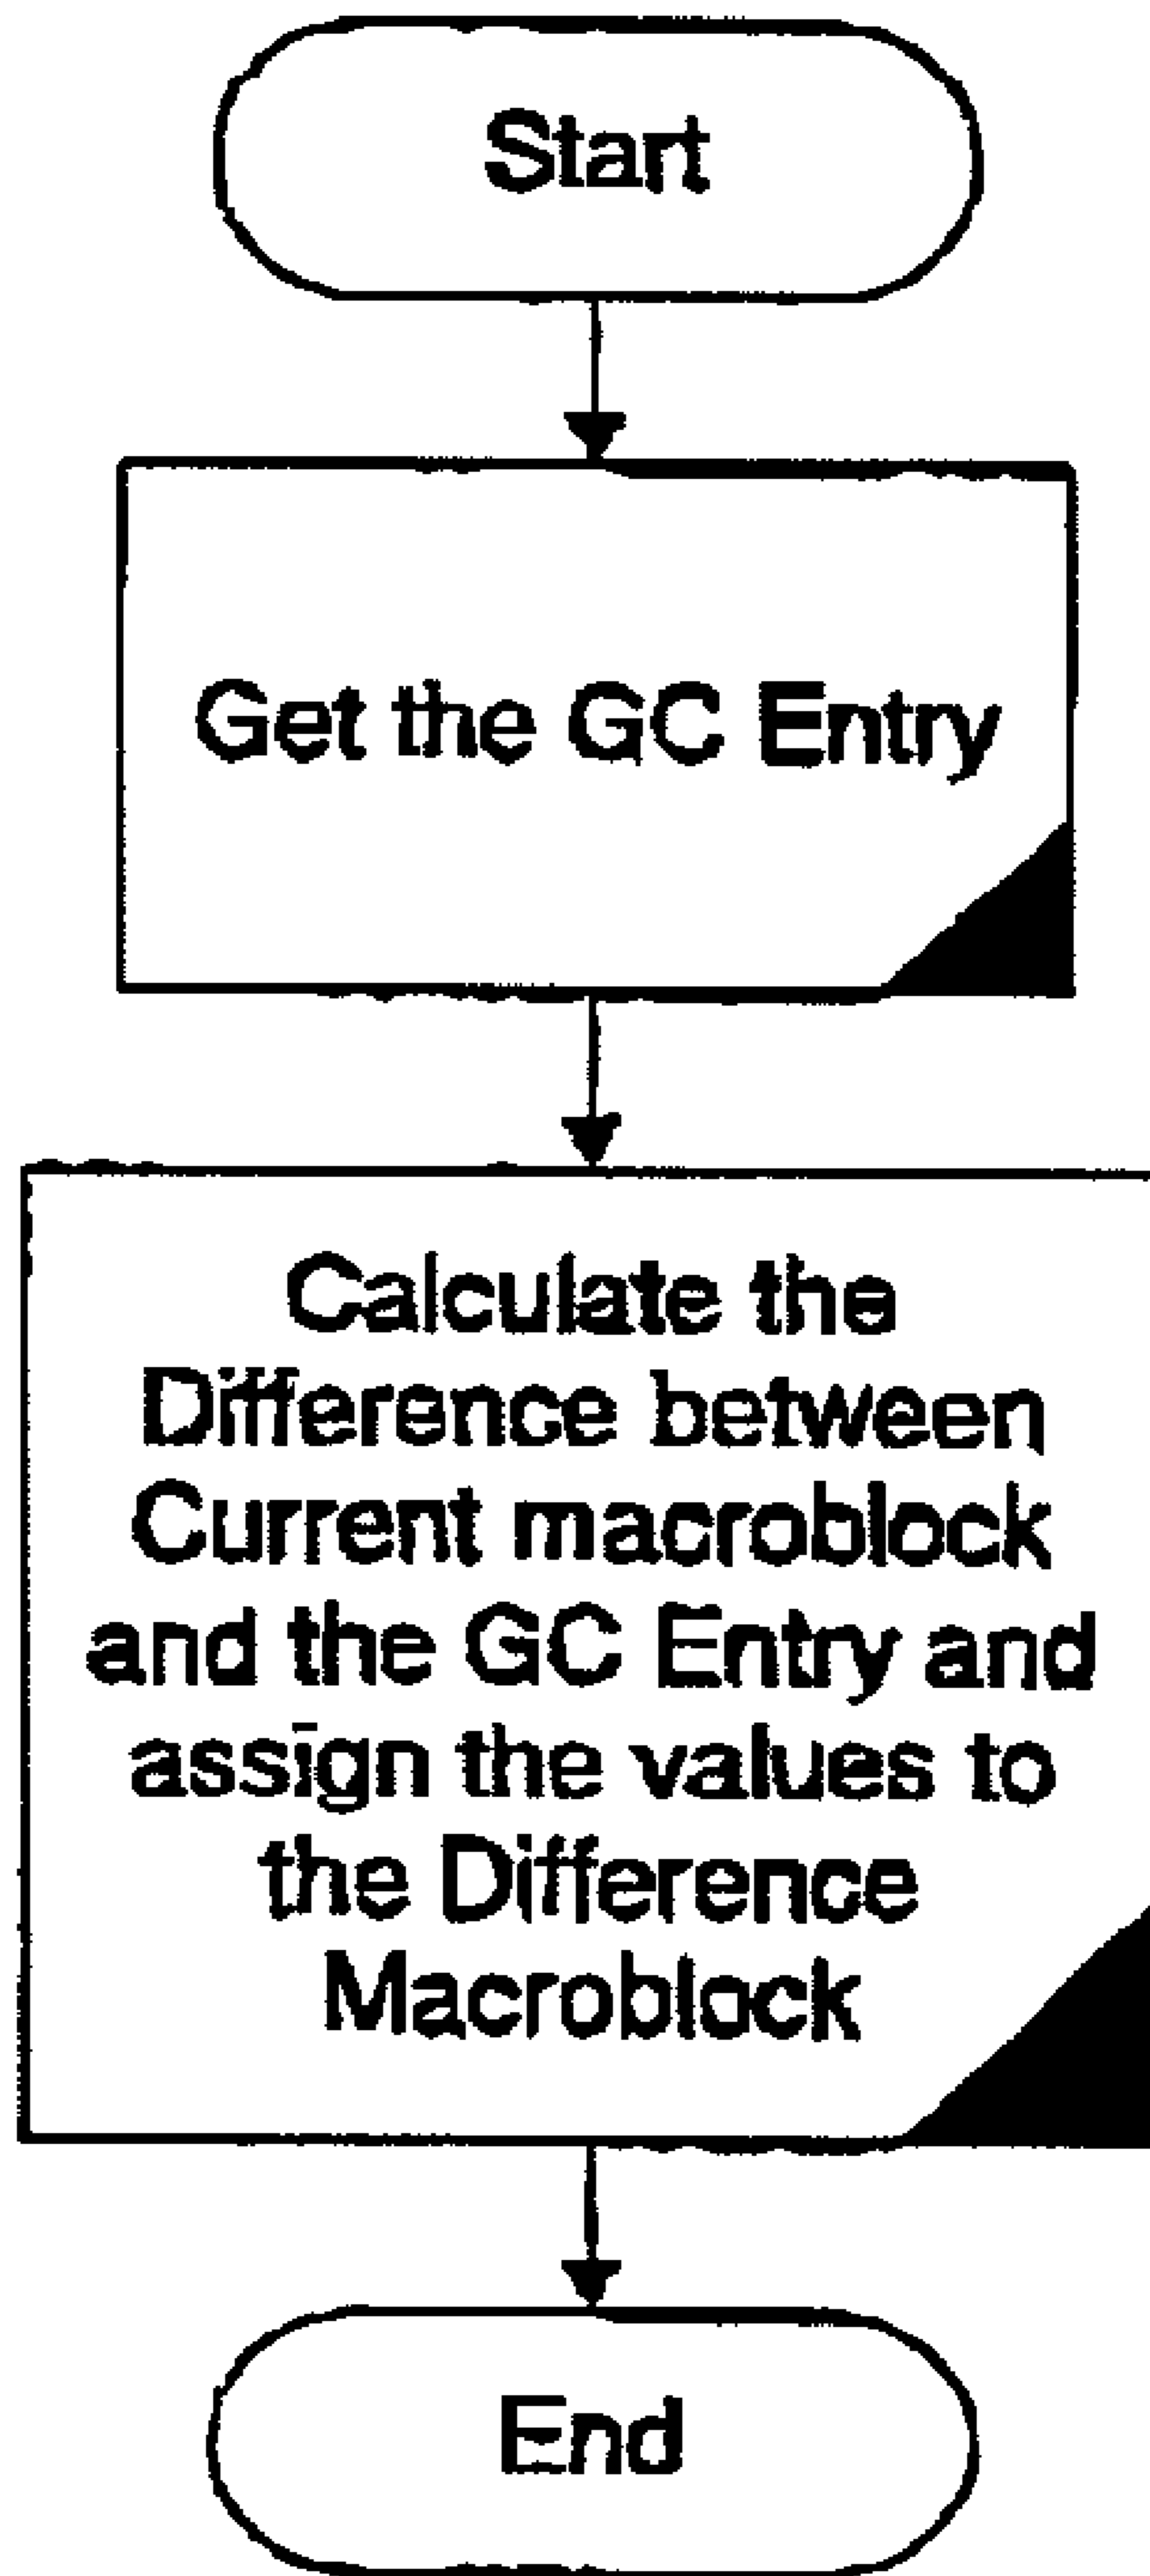 Start
Get the GC Entry
Calculate the
Difference between
Current macroblock
and the GC Entry and
assign the values to
the Difference
Macroblock
End